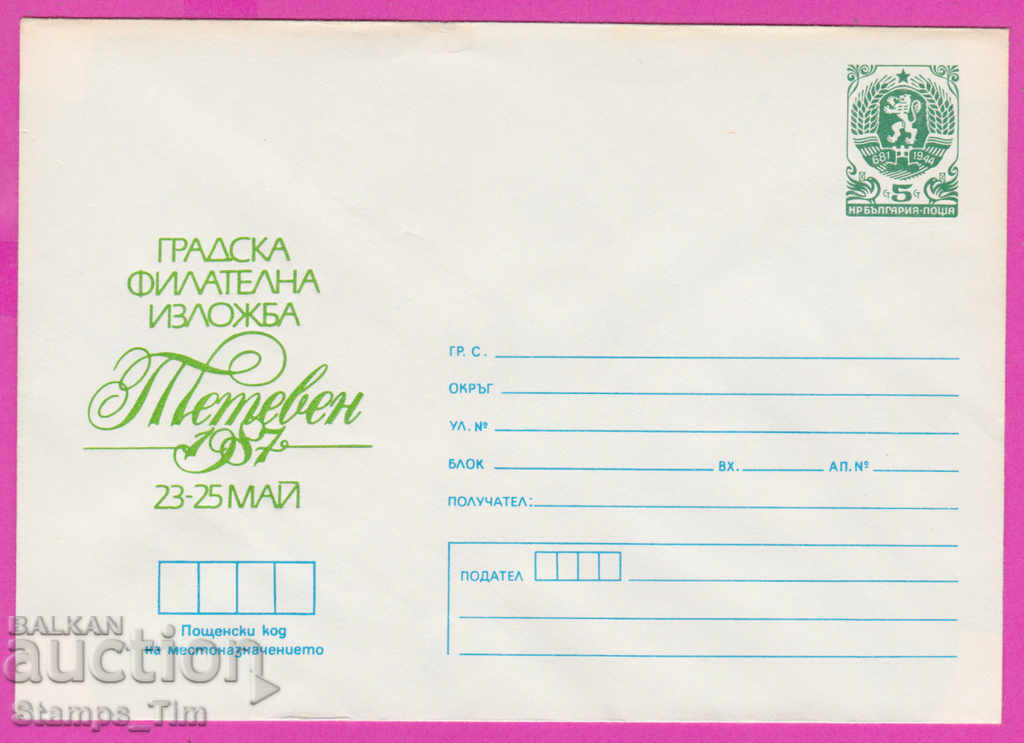 681 1944
5
НР БЪЛГАРИЯ·ПОЩА
ГРАДСКА
ФИЛАТЕЛНА
ИЗЛОЖБА
Тетевен
1987
23-25 МАЙ
ГР. С.
ОКРЪГ
УЛ. №
БЛОК ВХ. АП. №
ПОЛУЧАТЕЛ:
ПОДАТЕЛ
Пощенски код
на местоназначението
BALKAN
auction
Stamps_Tim